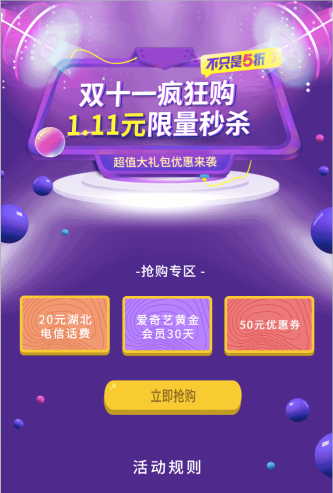 不只是5折
双十一疯狂购
1.11元限量秒杀
超值大礼包优惠来袭
-抢购专区 -
20元湖北
电信话费
爱奇艺黄金
会员30天
50元优惠券
立即抢购
活动规则